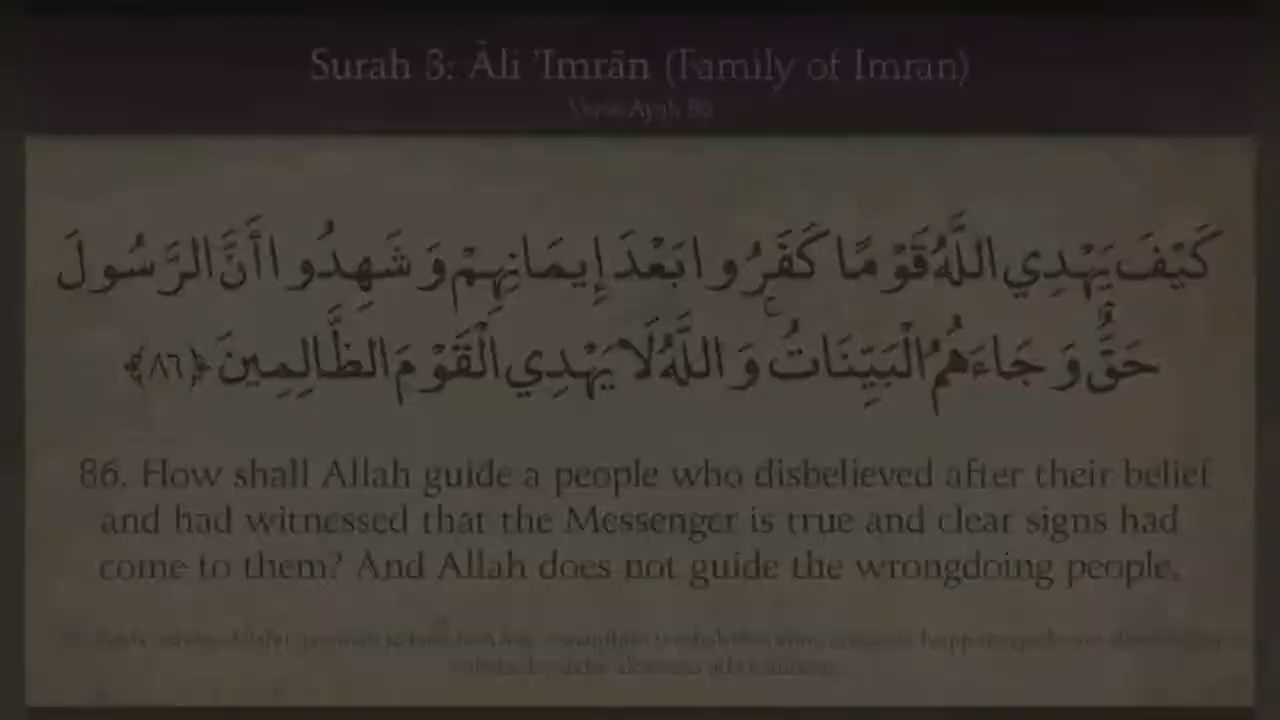 Surah 3: Āli 'Imrān (Family of Imran)
Verse Ayah 86
كَيْفَ يَهْدِي اللَّهُ قَوْمًا كَفَرُوا بَعْدَ إِيمَانِهِمْ وَشَهِدُوا أَنَّ الرَّسُولَ
حَقٌّ وَجَاءَهُمُ الْبَيِّنَاتُ ۚ وَاللَّهُ لَا يَهْدِي الْقَوْمَ الظَّالِمِينَ ﴿٨٦﴾
86. How shall Allah guide a people who disbelieved after their belief
and had witnessed that the Messenger is true and clear signs had
come to them? And Allah does not guide the wrongdoing people.